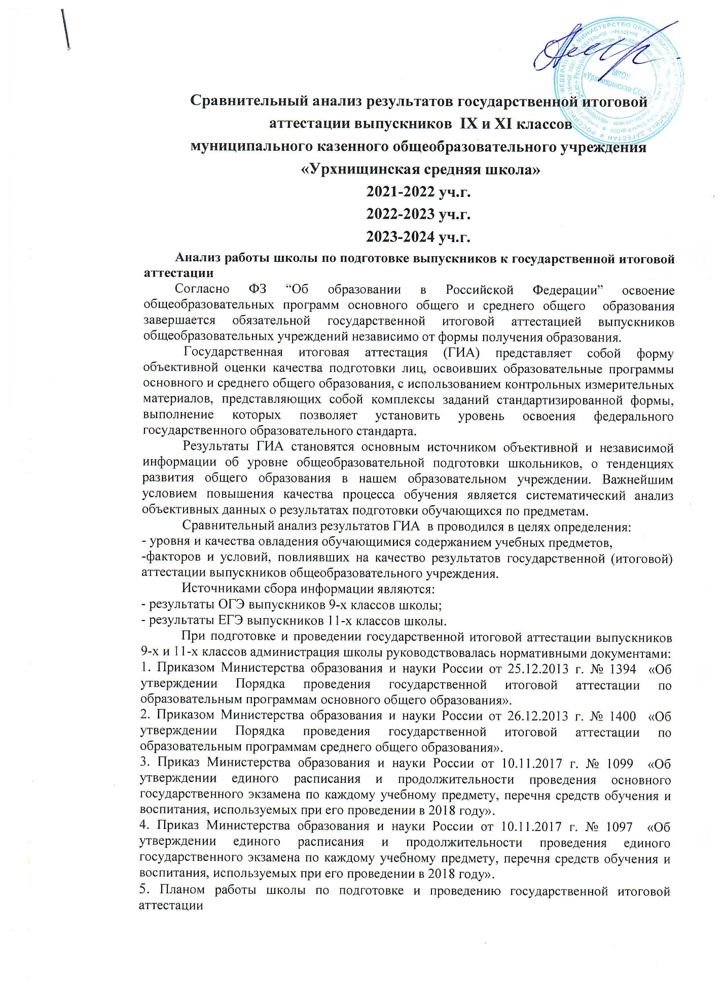 МКОУ
«Урхнищинская СОШ»
Сравнительный анализ результатов государственной итоговой
аттестации выпускников IX и XI классов
муниципального казенного общеобразовательного учреждения
«Урхнищинская средняя школа»
2021-2022 уч.г.
2022-2023 уч.г.
2023-2024 уч.г.
Анализ работы школы по подготовке выпускников к государственной итоговой
аттестации
Согласно ФЗ “Об образовании в Российской Федерации” освоение
общеобразовательных программ основного общего и среднего общего образования
завершается обязательной государственной итоговой аттестацией выпускников
общеобразовательных учреждений независимо от формы получения образования.
Государственная итоговая аттестация (ГИА) представляет собой форму
объективной оценки качества подготовки лиц, освоивших образовательные программы
основного и среднего общего образования, с использованием контрольных измерительных
материалов, представляющих собой комплексы заданий стандартизированной формы,
выполнение которых позволяет установить уровень освоения федерального
государственного образовательного стандарта.
Результаты ГИА становятся основным источником объективной и независимой
информации об уровне общеобразовательной подготовки школьников, о тенденциях
развития общего образования в нашем образовательном учреждении. Важнейшим
условием повышения качества процесса обучения является систематический анализ
объективных данных о результатах подготовки обучающихся по предметам.
Сравнительный анализ результатов ГИА в проводился в целях определения:
- уровня и качества овладения обучающимися содержанием учебных предметов,
-факторов и условий, повлиявших на качество результатов государственной (итоговой)
аттестации выпускников общеобразовательного учреждения.
Источниками сбора информации являются:
- результаты ОГЭ выпускников 9-х классов школы;
- результаты ЕГЭ выпускников 11-х классов школы.
При подготовке и проведении государственной итоговой аттестации выпускников
9-х и 11-х классов администрация школы руководствовалась нормативными документами:
1. Приказом Министерства образования и науки России от 25.12.2013 г. № 1394 «Об
утверждении Порядка проведения государственной итоговой аттестации по
образовательным программам основного общего образования».
2. Приказом Министерства образования и науки России от 26.12.2013 г. № 1400 «Об
утверждении Порядка проведения государственной итоговой аттестации по
образовательным программам среднего общего образования».
3. Приказ Министерства образования и науки России от 10.11.2017 г. № 1099 «Об
утверждении единого расписания и продолжительности проведения основного
государственного экзамена по каждому учебному предмету, перечня средств обучения и
воспитания, используемых при его проведении в 2018 году».
4. Приказ Министерства образования и науки России от 10.11.2017 г. № 1097 «Об
утверждении единого расписания и продолжительности проведения единого
государственного экзамена по каждому учебному предмету, перечня средств обучения и
воспитания, используемых при его проведении в 2018 году».
5. Планом работы школы по подготовке и проведению государственной итоговой
аттестации